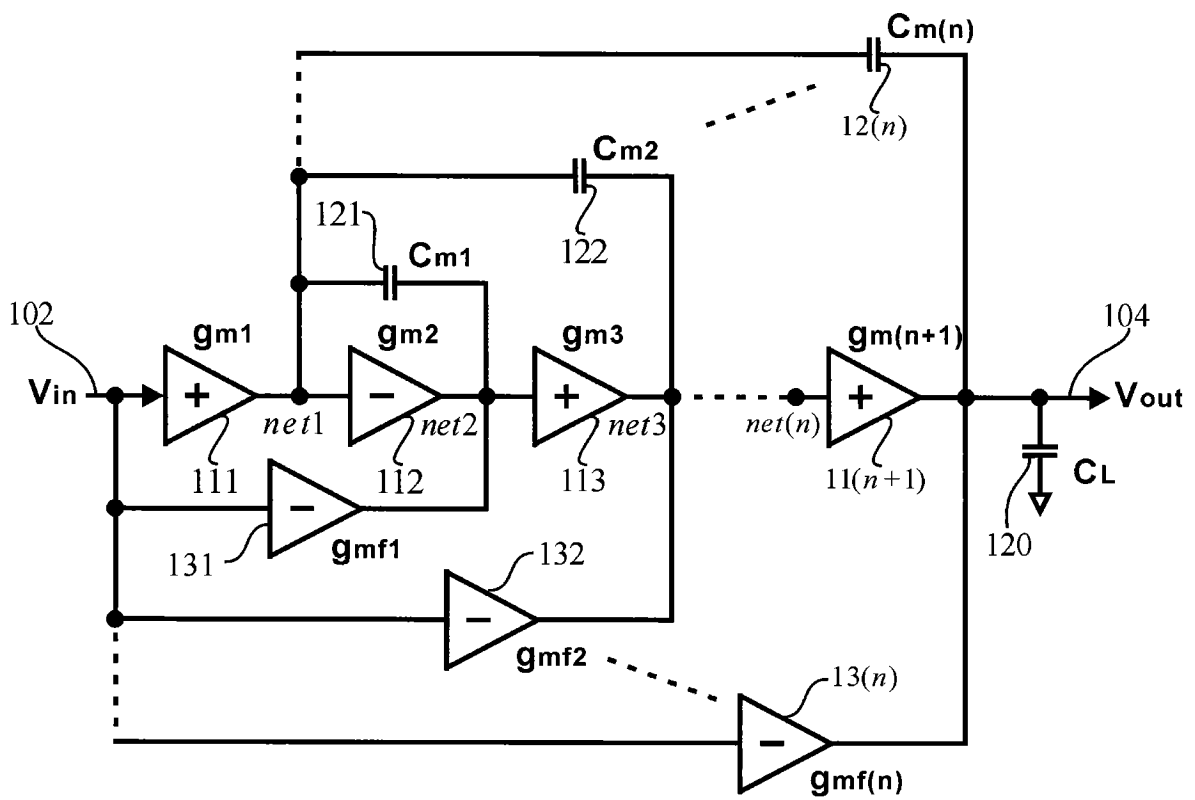 Cm(n)
12(n)
Cm2
122
121
Cm1
102
gm1
gm2
gm3
gm(n+1)
104
Vin
+
−
+
+
Vout
net1
net2
net3
net(n)
111
112
113
11(n+1)
CL
120
−
gmf1
131
132
−
gmf2
13(n)
−
gmf(n)